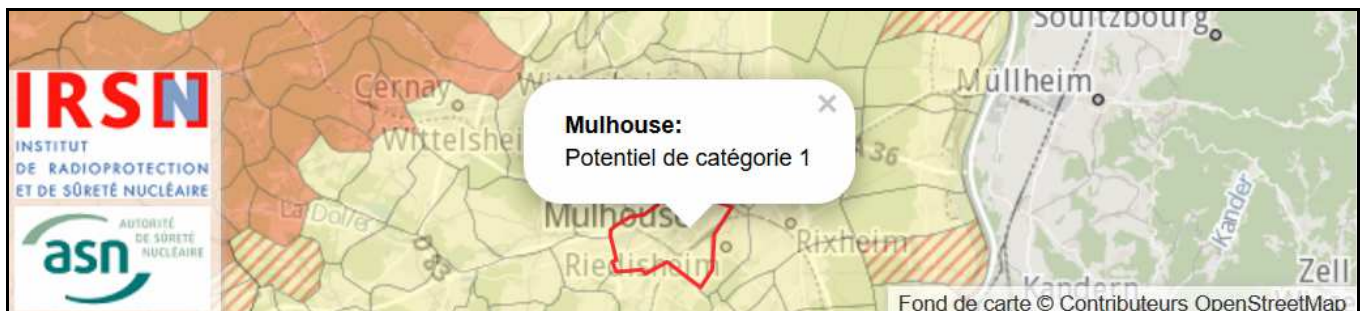 Soultzbourg
IRSN
INSTITUT
DE RADIOPROTECTION
ET DE SÛRETÉ NUCLÉAIRE
Cernay
Müllheim
Mulhouse:
Potentiel de catégorie 1
×
Wittelshei
A 36
La Doller
asn
AUTORITÉ
DE SÛRETÉ
NUCLÉAIRE
Mulhouse
Riedisheim
Rixheim
D 83
Kander
Kandern
Zell
Fond de carte © Contributeurs OpenStreetMap